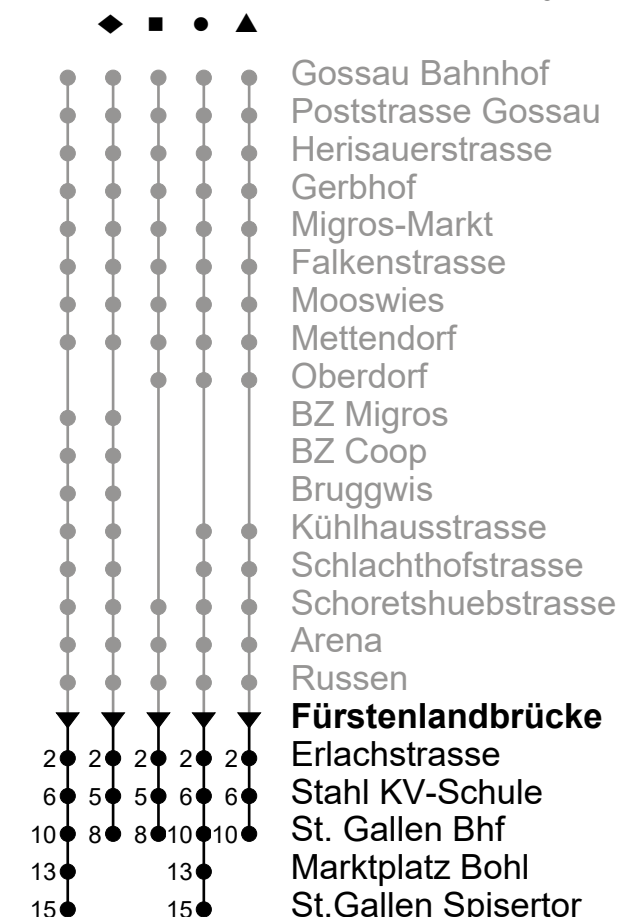 Gossau Bahnhof
Poststrasse Gossau
Herisauerstrasse
Gerbhof
Migros-Markt
Falkenstrasse
Mooswies
Mettendorf
Oberdorf
BZ Migros
BZ Coop
Bruggwis
Kühlhausstrasse
Schlachthofstrasse
Schoretshuebstrasse
Arena
Russen
Fürstenlandbrücke
2 2 2 2 2 Erlachstrasse
6 5 5 6 6 Stahl KV-Schule
10 8 8 10 10 St. Gallen Bhf
13 13 Marktplatz Bohl
15 15 St.Gallen Spisertor